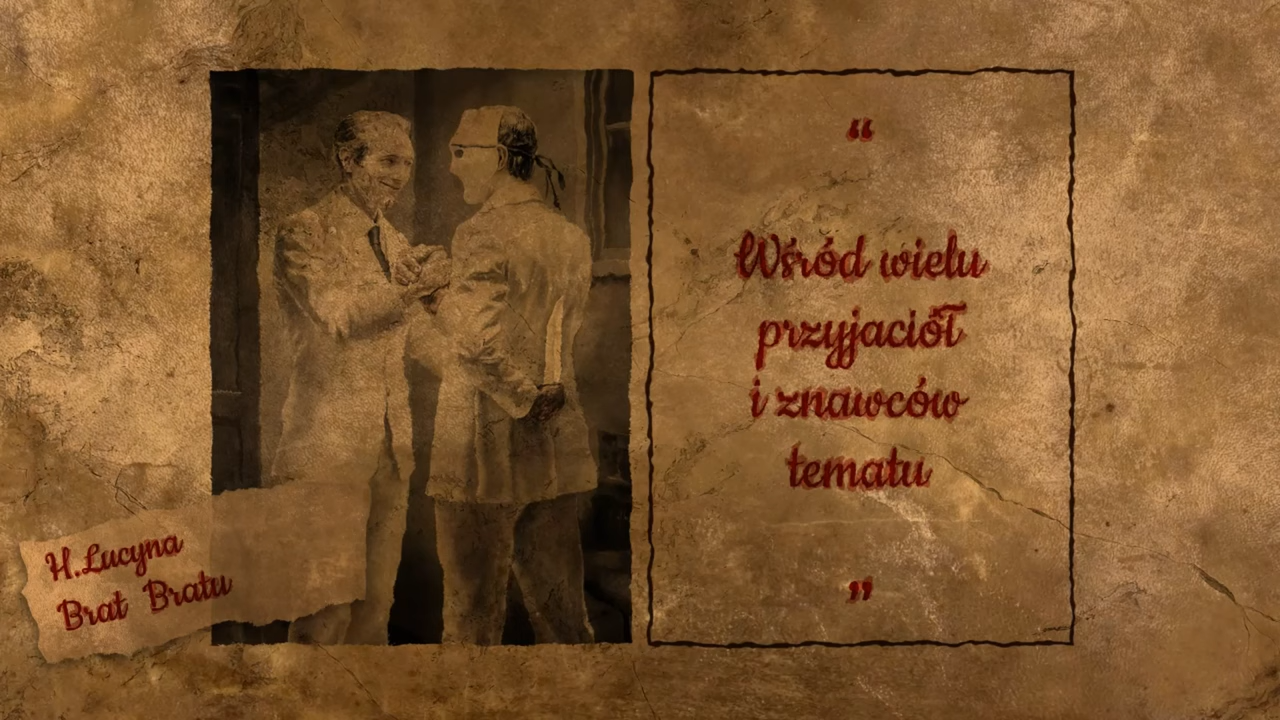 “
Wśród wielu
przyjaciół
i znawców
tematu
”
H.Lucyna
Brat Bratu